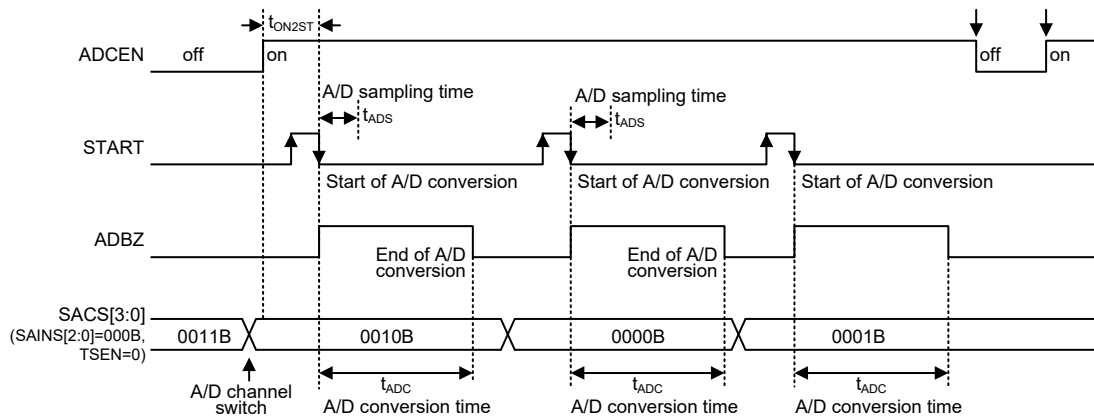 tON2ST
ADCEN
off
on
off
on
A/D sampling time
tADS
A/D sampling time
tADS
START
Start of A/D conversion
Start of A/D conversion
Start of A/D conversion
ADBZ
End of A/D
conversion
End of A/D
conversion
SACS[3:0]
(SAINS[2:0]=000B,
TSEN=0)
0011B
0010B
0000B
0001B
A/D channel
switch
tADC
A/D conversion time
tADC
A/D conversion time
tADC
A/D conversion time